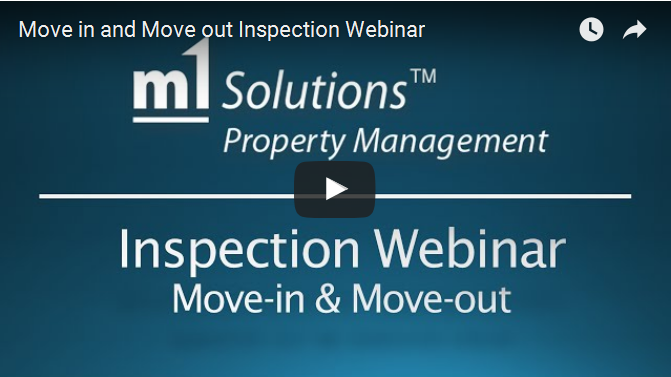 Move in and Move out Inspection Webinar
m1 Solutions™
Property Management
Inspection Webinar
Move-in & Move-out